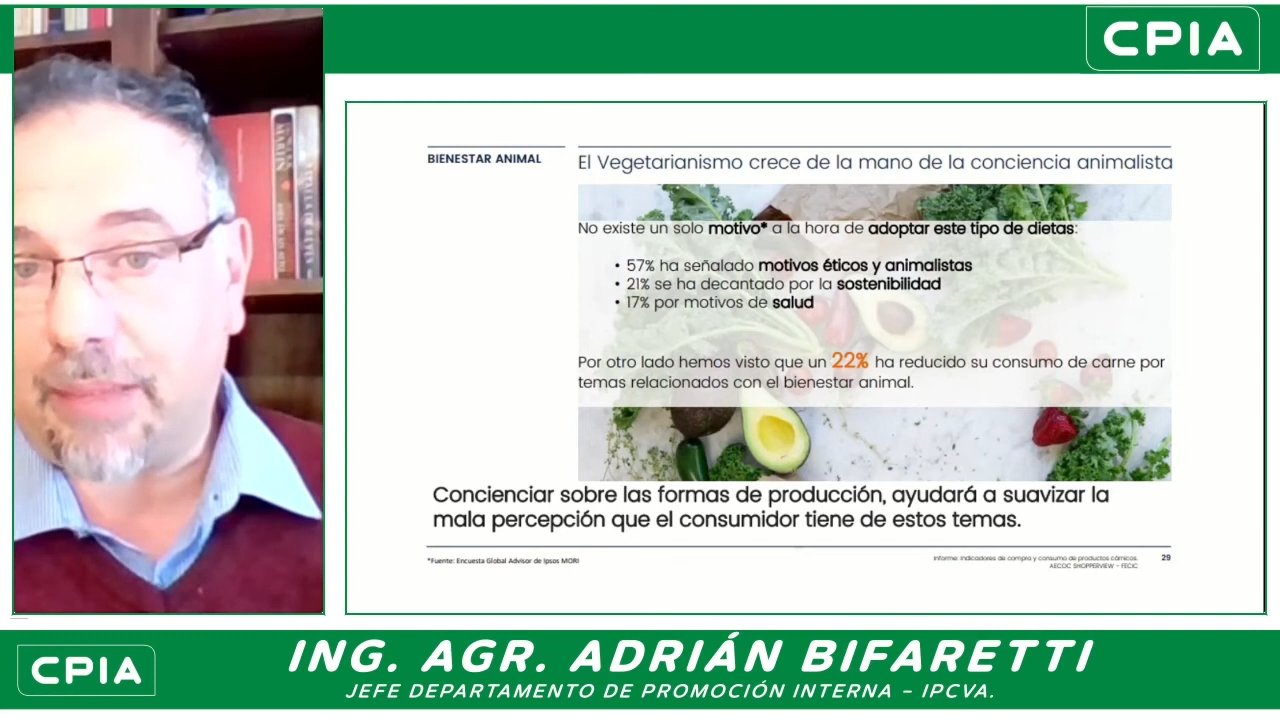 CPIA
BIENESTAR ANIMAL
El Vegetarianismo crece de la mano de la conciencia animalista
No existe un solo motivo* a la hora de adoptar este tipo de dietas:
• 57% ha señalado motivos éticos y animalistas
• 21% se ha decantado por la sostenibilidad
• 17% por motivos de salud
Por otro lado hemos visto que un 22% ha reducido su consumo de carne por
temas relacionados con el bienestar animal.
Concienciar sobre las formas de producción, ayudará a suavizar la
mala percepción que el consumidor tiene de estos temas.
*Fuente: Encuesta Global Advisor de Ipsos MORI
Informe: Indicadores de compra y consumo de productos cárnicos.
AECOC SHOPPERVIEW – FECIC
29
CPIA
ING. AGR. ADRIÁN BIFARETTI
JEFE DEPARTAMENTO DE PROMOCIÓN INTERNA – IPCVA.